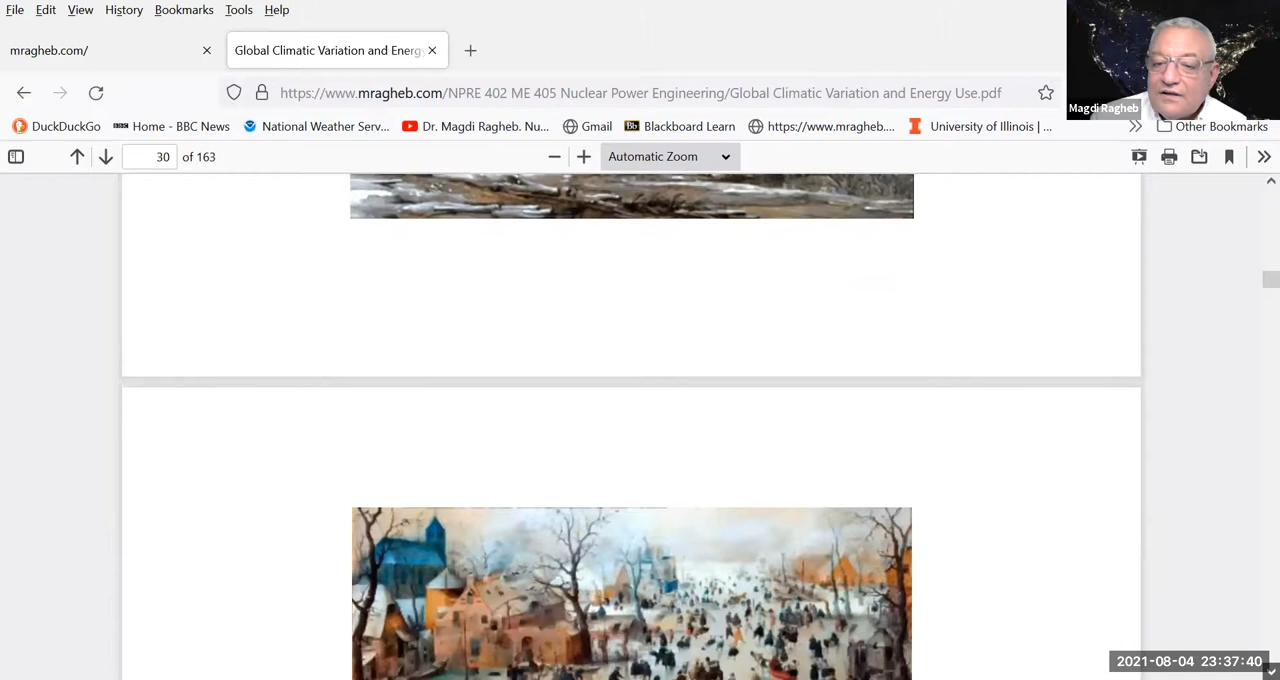 File Edit View History Bookmarks Tools Help
mragheb.com/
Global Climatic Variation and Energ
https://www.mragheb.com/NPRE 402 ME 405 Nuclear Power Engineering/Global Climatic Variation and Energy Use.pdf
Magdi Ragheb
DuckDuckGo
BBC
Home - BBC News
National Weather Serv...
Dr. Magdi Ragheb. Nu...
Gmail
Bb
Blackboard Learn
https://www.mragheb....
University of Illinois | ...
Other Bookmarks
30 of 163
Automatic Zoom
2021-08-04 23:37:40